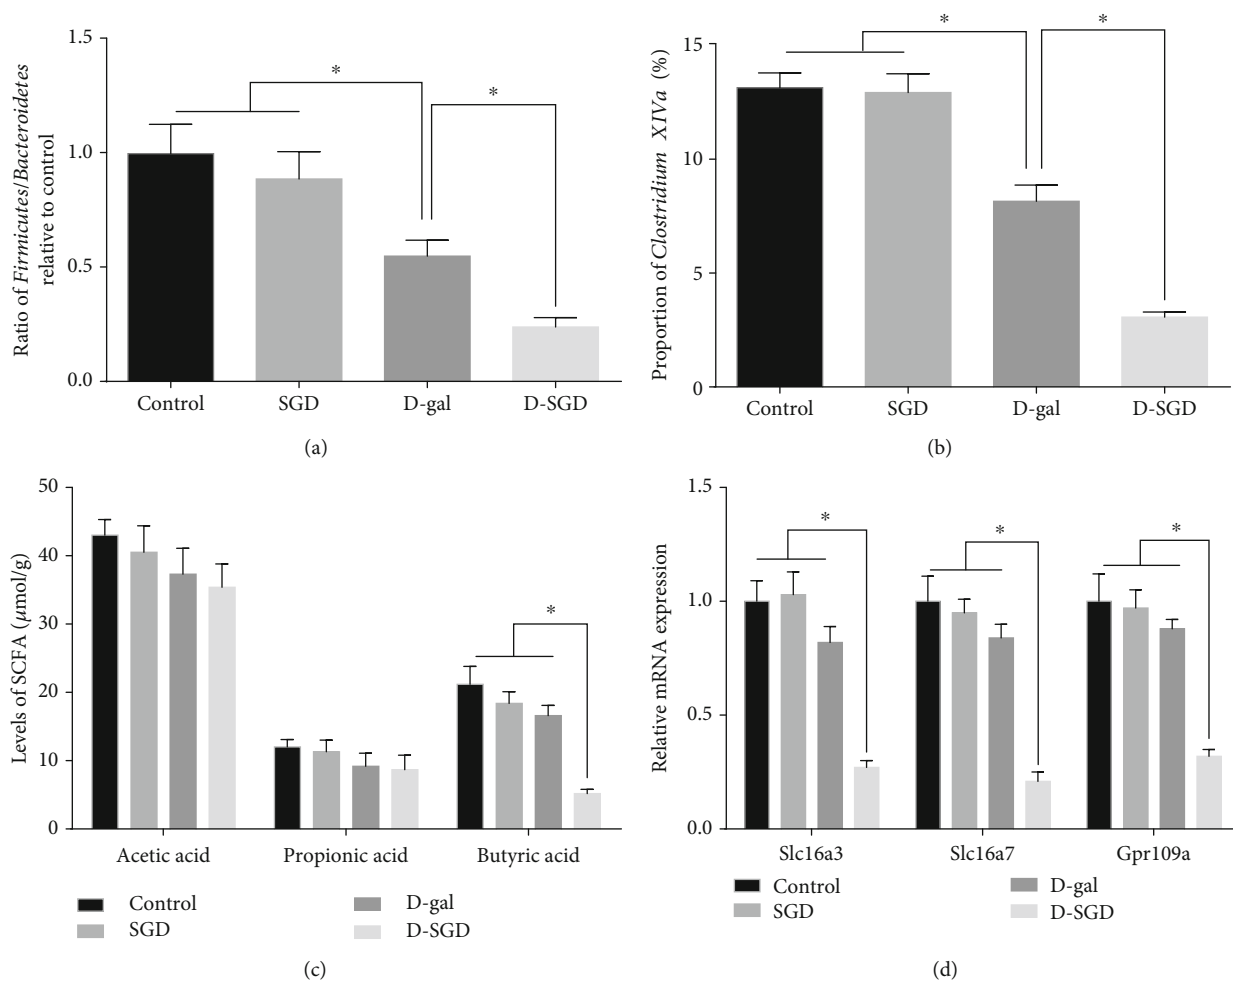 Ratio of Firmicutes/Bacteroidetes
relative to control
1.5
1.0
0.5
0.0
*
*
Control SGD D-gal D-SGD
(a)
Proportion of Clostridium XIVa (%)
15
10
5
0
*
*
Control SGD D-gal D-SGD
(b)
Levels of SCFA (μmol/g)
50
40
30
20
10
0
*
Acetic acid Propionic acid Butyric acid
Control
SGD
D-gal
D-SGD
(c)
Relative mRNA expression
1.5
1.0
0.5
0.0
*
*
*
Slc16a3 Slc16a7 Gpr109a
Control
SGD
D-gal
D-SGD
(d)